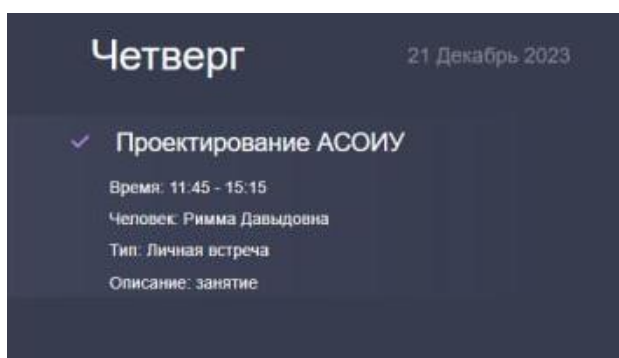 Четверг
21 Декабрь 2023
Проектирование АСОИУ
Время: 11:45 - 15:15
Человек: Римма Давыдовна
Тип: Личная встреча
Описание: занятие